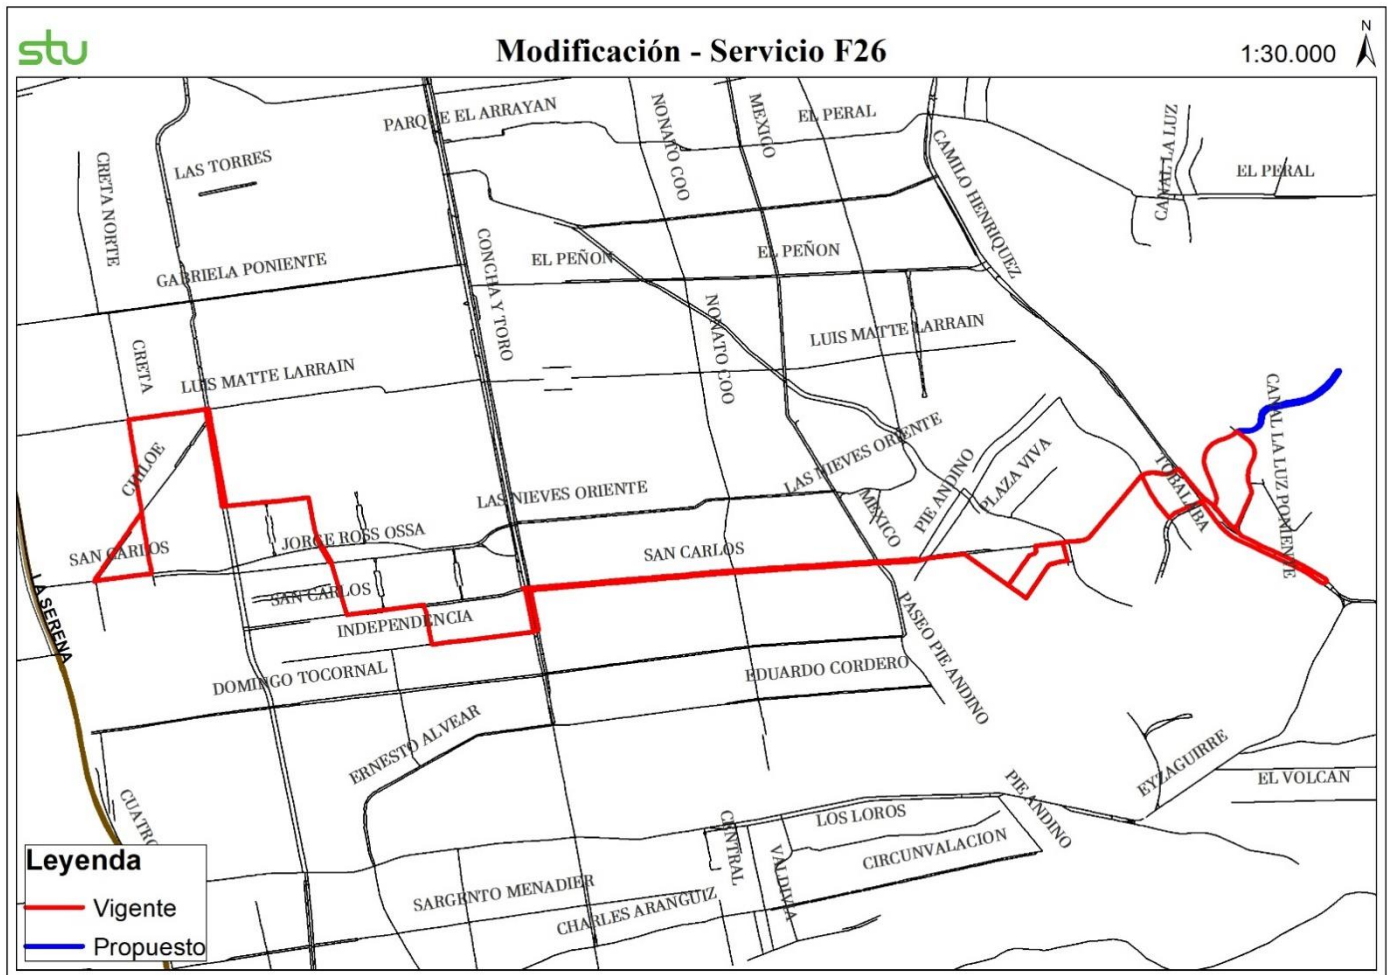 stu
Modificación - Servicio F26
1:30.000
N
PARQUE EL ARRAYAN
NONATO COO
MEXICO
EL PERAL
CAMILO HENRIQUEZ
CANAL LA LUZ
EL PERAL
LAS TORRES
CRETA NORTE
GABRIELA PONIENTE
CONCHA Y TORO
EL PEÑON
EL PEÑON
NONATO COO
LUIS MATTE LARRAIN
CRETA
LUIS MATTE LARRAIN
CHILOE
CANAL LA LUZ PONIENTE
LAS NIEVES ORIENTE
LAS NIEVES ORIENTE
MEXICO
PIE ANDINO
PLAZA VIVA
TOBALABA
JORGE ROSS OSSA
SAN CARLOS
SAN CARLOS
SAN CARLOS
LA SERENA
INDEPENDENCIA
PASEO PIE ANDINO
DOMINGO TOCORNAL
EDUARDO CORDERO
ERNESTO ALVEAR
EYZAGUIRRE
EL VOLCAN
PIE ANDINO
CUATRO
LOS LOROS
CENTRAL
VALDIVIA
CIRCUNVALACION
SARGENTO MENADIER
CHARLES ARANGUIZ
Leyenda
Vigente
Propuesto